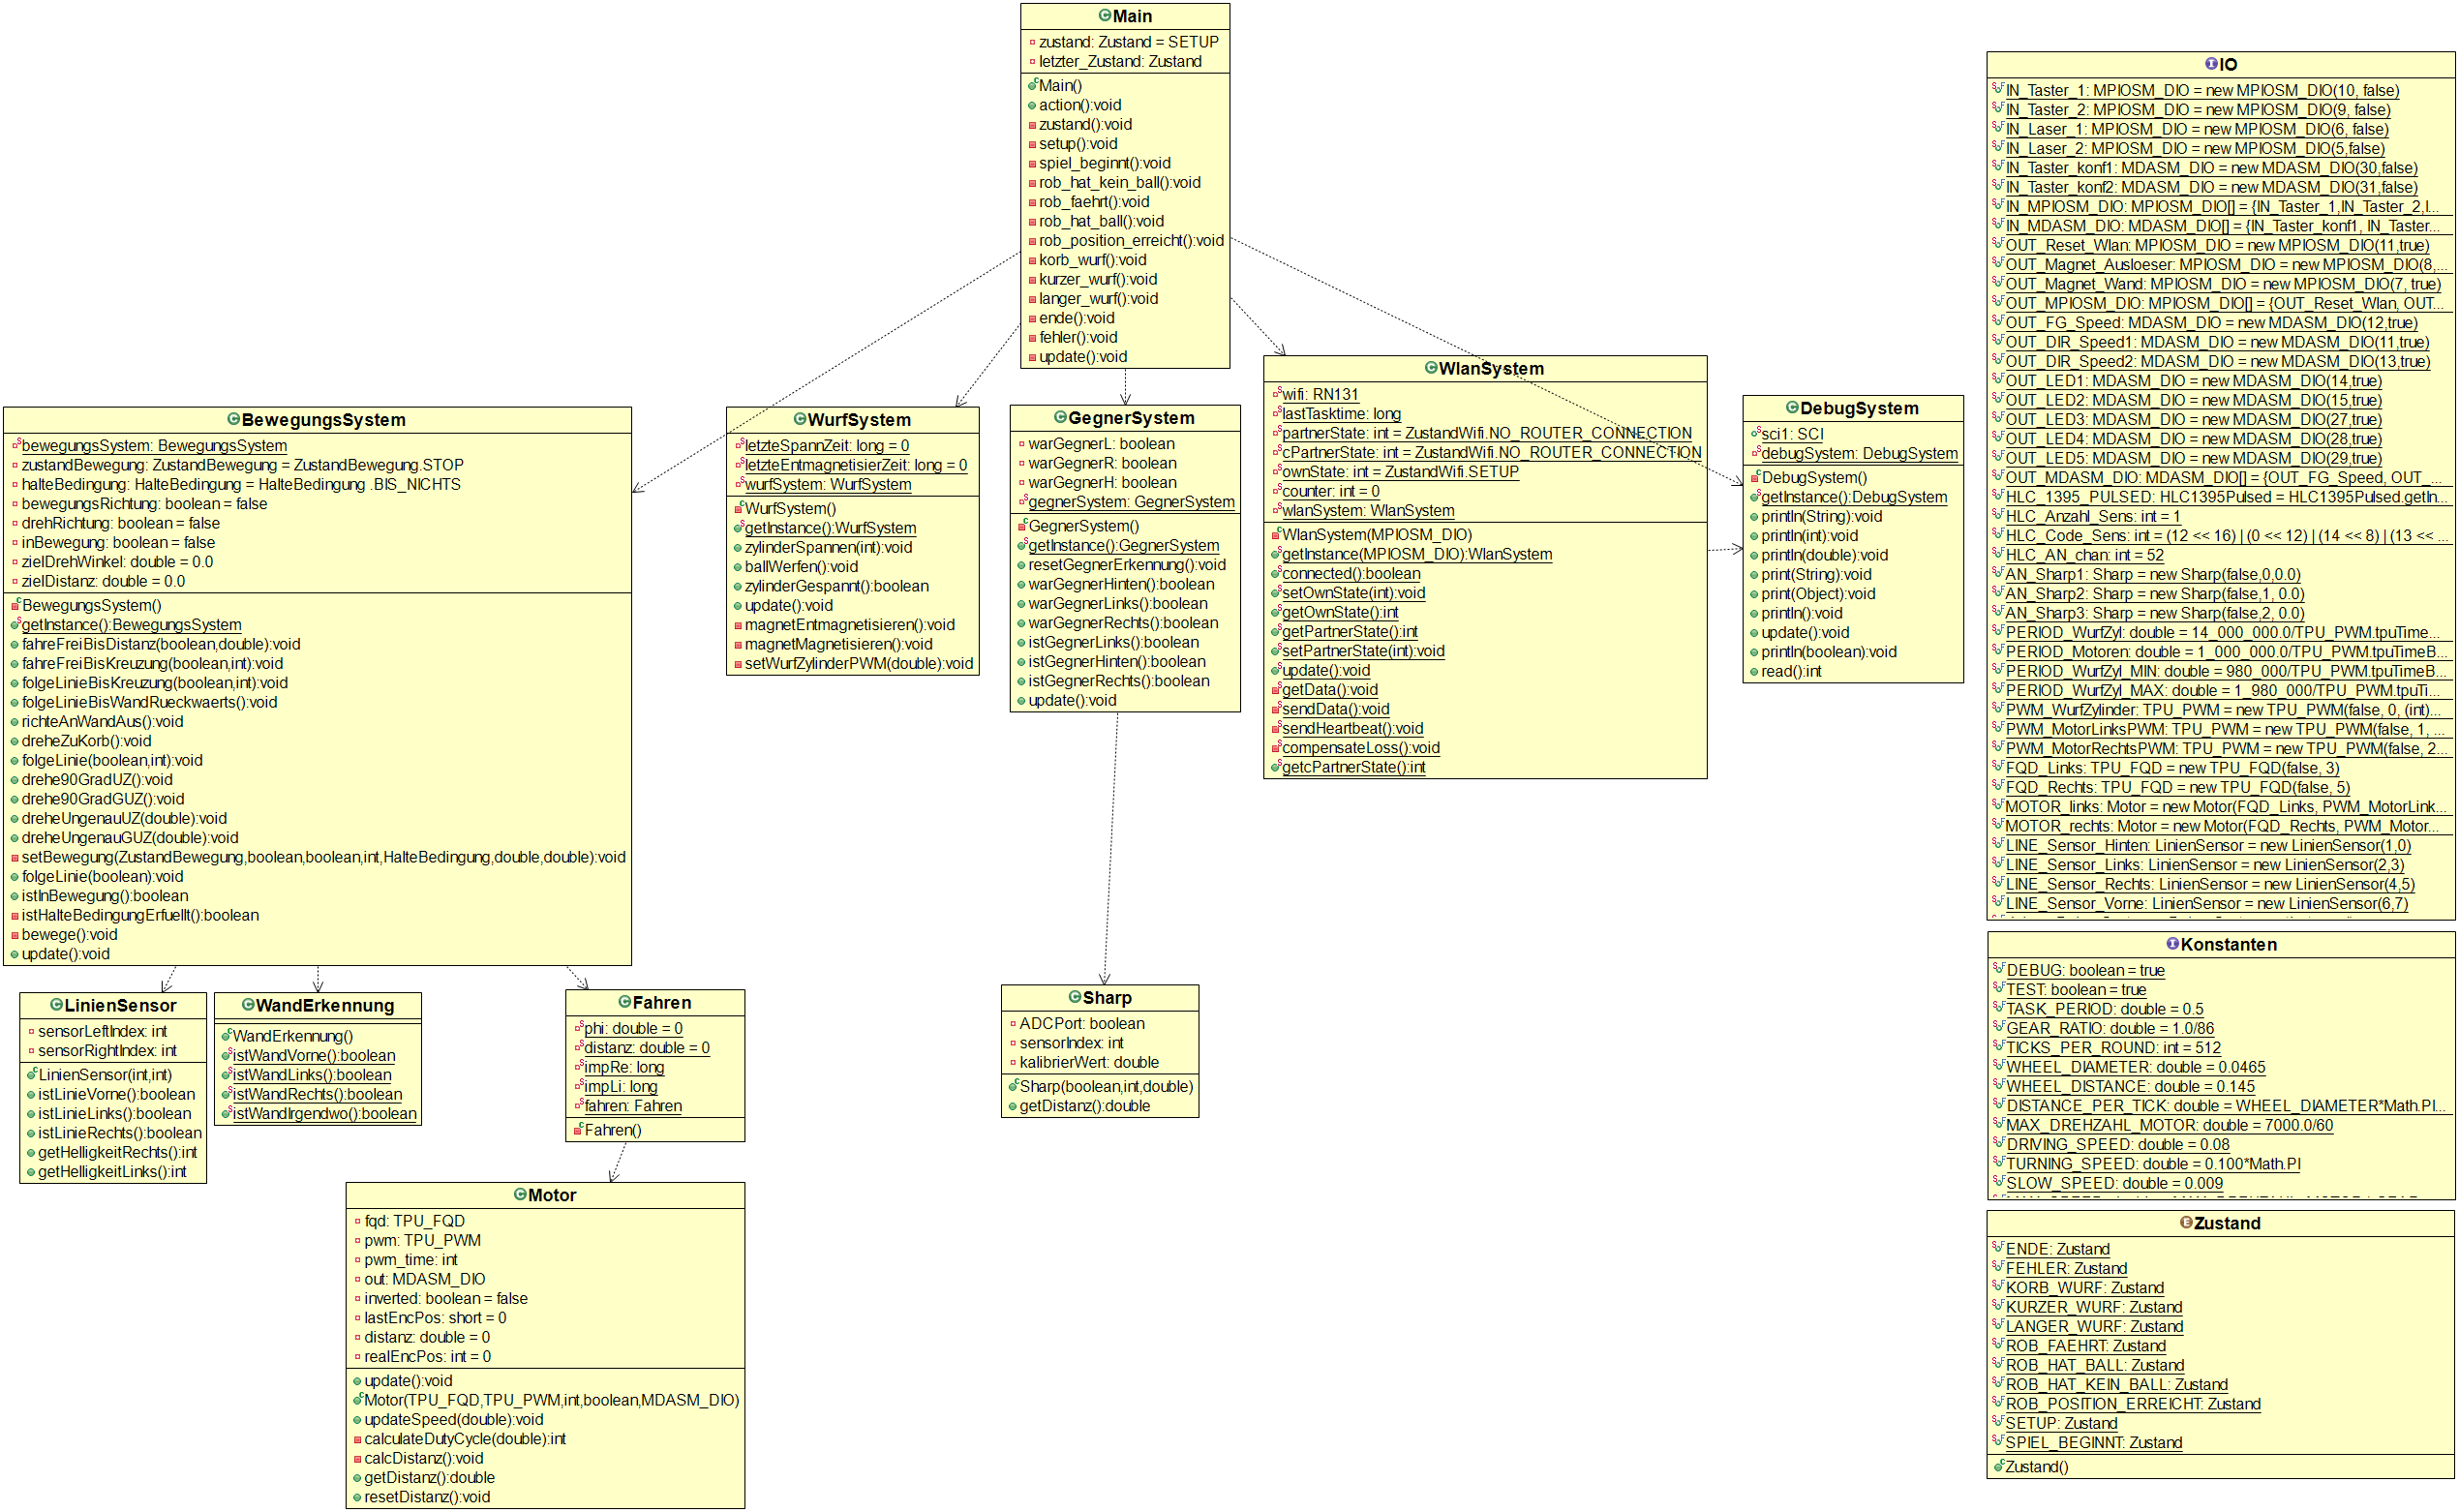 Main
zustand: Zustand = SETUP
letzter_Zustand: Zustand
Main()
action():void
zustand():void
setup():void
spiel_beginnt():void
rob_hat_kein_ball():void
rob_faehrt():void
rob_hat_ball():void
rob_position_erreicht():void
korb_wurf():void
kurzer_wurf():void
langer_wurf():void
ende():void
fehler():void
update():void
BewegungsSystem
bewegungsSystem: BewegungsSystem
zustandBewegung: ZustandBewegung = ZustandBewegung.STOP
halteBedingung: HalteBedingung = HalteBedingung .BIS_NICHTS
bewegungsRichtung: boolean = false
drehRichtung: boolean = false
inBewegung: boolean = false
zielDrehWinkel: double = 0.0
zielDistanz: double = 0.0
BewegungsSystem()
getInstance():BewegungsSystem
fahreFreiBisDistanz(boolean,double):void
fahreFreiBisKreuzung(boolean,int):void
folgeLinieBisKreuzung(boolean,int):void
folgeLinieBisWandRueckwaerts():void
richteAnWandAus():void
dreheZuKorb():void
folgeLinie(boolean,int):void
drehe90GradUZ():void
drehe90GradGUZ():void
dreheUngenauUZ(double):void
dreheUngenauGUZ(double):void
setBewegung(ZustandBewegung,boolean,boolean,int,HalteBedingung,double,double):void
folgeLinie(boolean):void
istInBewegung():boolean
istHalteBedingungErfuellt():boolean
bewege():void
update():void
WurfSystem
letzteSpannZeit: long = 0
letzteEntmagnetisierZeit: long = 0
wurfSystem: WurfSystem
WurfSystem()
getInstance():WurfSystem
zylinderSpannen(int):void
ballWerfen():void
zylinderGespannt():boolean
update():void
magnetEntmagnetisieren():void
magnetMagnetisieren():void
setWurfZylinderPWM(double):void
GegnerSystem
warGegnerL: boolean
warGegnerR: boolean
warGegnerH: boolean
gegnerSystem: GegnerSystem
GegnerSystem()
getInstance():GegnerSystem
resetGegnerErkennung():void
warGegnerHinten():boolean
warGegnerLinks():boolean
warGegnerRechts():boolean
istGegnerLinks():boolean
istGegnerHinten():boolean
istGegnerRechts():boolean
update():void
WlanSystem
wifi: RN131
lastTasktime: long
partnerState: int = ZustandWifi.NO_ROUTER_CONNECTION
cPartnerState: int = ZustandWifi.NO_ROUTER_CONNECTION
ownState: int = ZustandWifi.SETUP
counter: int = 0
wlanSystem: WlanSystem
WlanSystem(MPIOSM_DIO)
getInstance(MPIOSM_DIO):WlanSystem
connected():boolean
setOwnState(int):void
getOwnState():int
getPartnerState():int
setPartnerState(int):void
update():void
getData():void
sendData():void
sendHeartbeat():void
compensateLoss():void
getcPartnerState():int
DebugSystem
sci1: SCI
debugSystem: DebugSystem
DebugSystem()
getInstance():DebugSystem
println(String):void
println(int):void
println(double):void
print(String):void
print(Object):void
println():void
update():void
println(boolean):void
read():int
LinienSensor
sensorLeftIndex: int
sensorRightIndex: int
LinienSensor(int,int)
istLinieVorne():boolean
istLinieLinks():boolean
istLinieRechts():boolean
getHelligkeitRechts():int
getHelligkeitLinks():int
WandErkennung
WandErkennung()
istWandVorne():boolean
istWandLinks():boolean
istWandRechts():boolean
istWandIrgendwo():boolean
Fahren
phi: double = 0
distanz: double = 0
impRe: long
impLi: long
fahren: Fahren
Fahren()
Sharp
ADCPort: boolean
sensorIndex: int
kalibrierWert: double
Sharp(boolean,int,double)
getDistanz():double
Motor
fqd: TPU_FQD
pwm: TPU_PWM
pwm_time: int
out: MDASM_DIO
inverted: boolean = false
lastEncPos: short = 0
distanz: double = 0
realEncPos: int = 0
update():void
Motor(TPU_FQD,TPU_PWM,int,boolean,MDASM_DIO)
updateSpeed(double):void
calculateDutyCycle(double):int
calcDistanz():void
getDistanz():double
resetDistanz():void
IO
IN_Taster_1: MPIOSM_DIO = new MPIOSM_DIO(10, false)
IN_Taster_2: MPIOSM_DIO = new MPIOSM_DIO(9, false)
IN_Laser_1: MPIOSM_DIO = new MPIOSM_DIO(6, false)
IN_Laser_2: MPIOSM_DIO = new MPIOSM_DIO(5,false)
IN_Taster_konf1: MDASM_DIO = new MDASM_DIO(30,false)
IN_Taster_konf2: MDASM_DIO = new MDASM_DIO(31,false)
IN_MPIOSM_DIO: MPIOSM_DIO[] = {IN_Taster_1,IN_Taster_2,I...
IN_MDASM_DIO: MDASM_DIO[] = {IN_Taster_konf1, IN_Taster...
OUT_Reset_Wlan: MPIOSM_DIO = new MPIOSM_DIO(11,true)
OUT_Magnet_Ausloeser: MPIOSM_DIO = new MPIOSM_DIO(8,...
OUT_Magnet_Wand: MPIOSM_DIO = new MPIOSM_DIO(7, true)
OUT_MPIOSM_DIO: MPIOSM_DIO[] = {OUT_Reset_Wlan, OUT...
OUT_FG_Speed: MDASM_DIO = new MDASM_DIO(12,true)
OUT_DIR_Speed1: MDASM_DIO = new MDASM_DIO(11,true)
OUT_DIR_Speed2: MDASM_DIO = new MDASM_DIO(13,true)
OUT_LED1: MDASM_DIO = new MDASM_DIO(14,true)
OUT_LED2: MDASM_DIO = new MDASM_DIO(15,true)
OUT_LED3: MDASM_DIO = new MDASM_DIO(27,true)
OUT_LED4: MDASM_DIO = new MDASM_DIO(28,true)
OUT_LED5: MDASM_DIO = new MDASM_DIO(29,true)
OUT_MDASM_DIO: MDASM_DIO[] = {OUT_FG_Speed, OUT_...
HLC_1395_PULSED: HLC1395Pulsed = HLC1395Pulsed.getIn...
HLC_Anzahl_Sens: int = 1
HLC_Code_Sens: int = (12 << 16) | (0 << 12) | (14 << 8) | (13 << ...
HLC_AN_chan: int = 52
AN_Sharp1: Sharp = new Sharp(false,0,0.0)
AN_Sharp2: Sharp = new Sharp(false,1, 0.0)
AN_Sharp3: Sharp = new Sharp(false,2, 0.0)
PERIOD_WurfZyl: double = 14_000_000.0/TPU_PWM.tpuTime...
PERIOD_Motoren: double = 1_000_000.0/TPU_PWM.tpuTimeB...
PERIOD_WurfZyl_MIN: double = 980_000/TPU_PWM.tpuTime...
PERIOD_WurfZyl_MAX: double = 1_980_000/TPU_PWM.tpuTi...
PWM_WurfZylinder: TPU_PWM = new TPU_PWM(false, 0, (int)...
PWM_MotorLinksPWM: TPU_PWM = new TPU_PWM(false, 1, ...
PWM_MotorRechtsPWM: TPU_PWM = new TPU_PWM(false, 2...
FQD_Links: TPU_FQD = new TPU_FQD(false, 3)
FQD_Rechts: TPU_FQD = new TPU_FQD(false, 5)
MOTOR_links: Motor = new Motor(FQD_Links, PWM_MotorLink...
MOTOR_rechts: Motor = new Motor(FQD_Rechts, PWM_Motor...
LINE_Sensor_Hinten: LinienSensor = new LinienSensor(1,0)
LINE_Sensor_Links: LinienSensor = new LinienSensor(2,3)
LINE_Sensor_Rechts: LinienSensor = new LinienSensor(4,5)
LINE_Sensor_Vorne: LinienSensor = new LinienSensor(6,7)
Konstanten
DEBUG: boolean = true
TEST: boolean = true
TASK_PERIOD: double = 0.5
GEAR_RATIO: double = 1.0/86
TICKS_PER_ROUND: int = 512
WHEEL_DIAMETER: double = 0.0465
WHEEL_DISTANCE: double = 0.145
DISTANCE_PER_TICK: double = WHEEL_DIAMETER*Math.PI...
MAX_DREHZAHL_MOTOR: double = 7000.0/60
DRIVING_SPEED: double = 0.08
TURNING_SPEED: double = 0.100*Math.PI
SLOW_SPEED: double = 0.009
Zustand
ENDE: Zustand
FEHLER: Zustand
KORB_WURF: Zustand
KURZER_WURF: Zustand
LANGER_WURF: Zustand
ROB_FAEHRT: Zustand
ROB_HAT_BALL: Zustand
ROB_HAT_KEIN_BALL: Zustand
ROB_POSITION_ERREICHT: Zustand
SETUP: Zustand
SPIEL_BEGINNT: Zustand
Zustand()